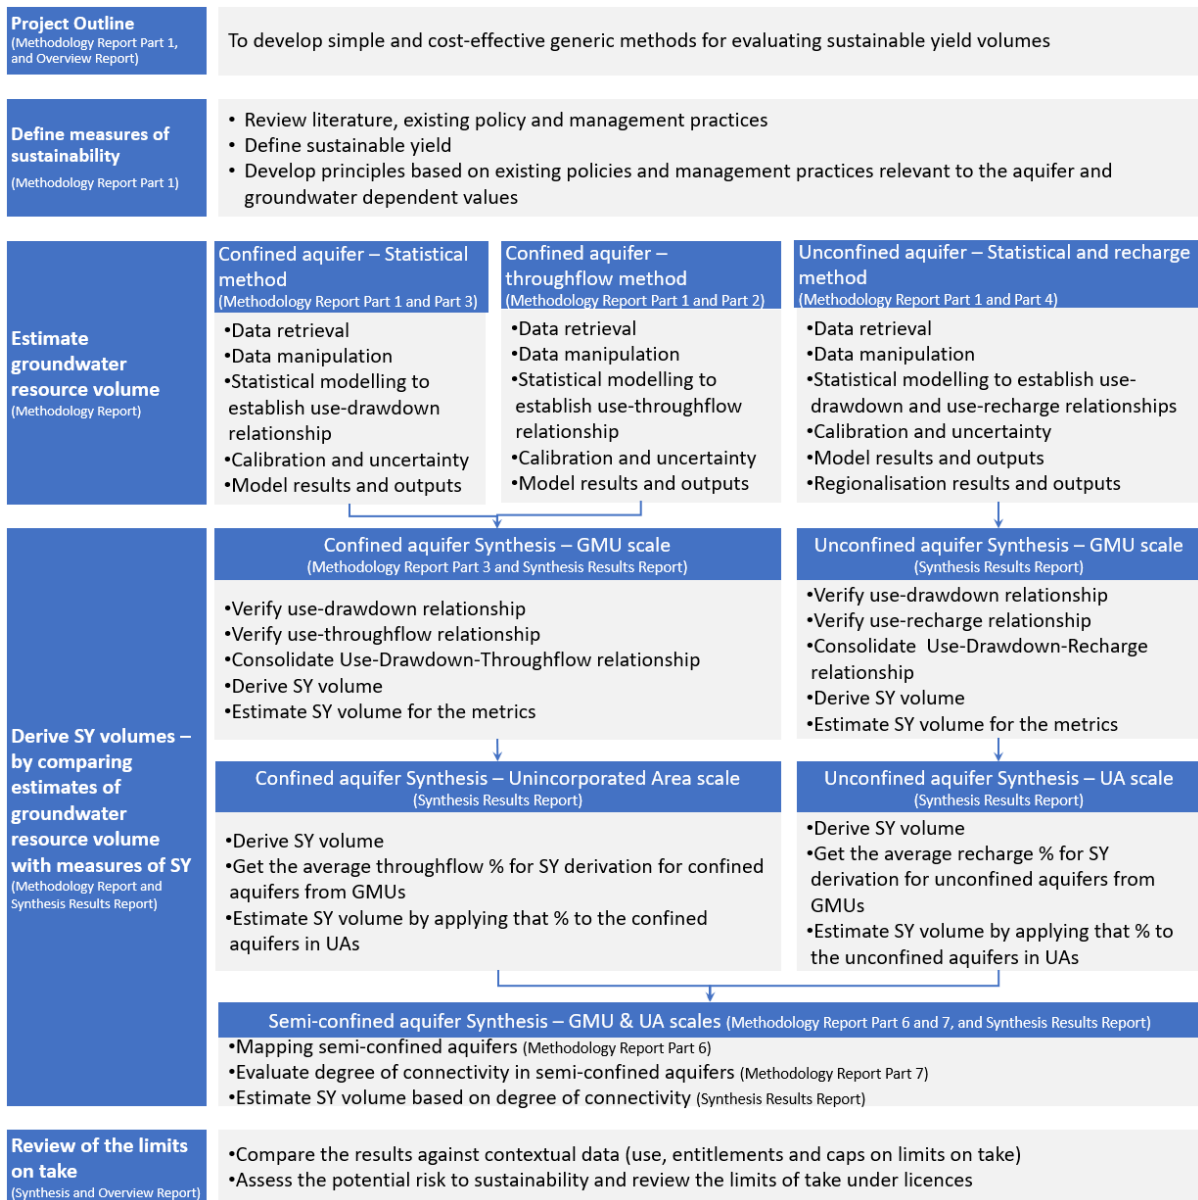 Project Outline
(Methodology Report Part 1,
and Overview Report)
To develop simple and cost-effective generic methods for evaluating sustainable yield volumes
Define measures of
sustainability
(Methodology Report Part 1)
• Review literature, existing policy and management practices
• Define sustainable yield
• Develop principles based on existing policies and management practices relevant to the aquifer and
groundwater dependent values
Estimate
groundwater
resource volume
(Methodology Report)
Confined aquifer – Statistical
method
(Methodology Report Part 1 and Part 3)
•Data retrieval
•Data manipulation
•Statistical modelling to
establish use-drawdown
relationship
•Calibration and uncertainty
•Model results and outputs
Confined aquifer –
throughflow method
(Methodology Report Part 1 and Part 2)
•Data retrieval
•Data manipulation
•Statistical modelling to
establish use-throughflow
relationship
•Calibration and uncertainty
•Model results and outputs
Unconfined aquifer – Statistical and recharge
method
(Methodology Report Part 1 and Part 4)
•Data retrieval
•Data manipulation
•Statistical modelling to establish use-
drawdown and use-recharge relationships
•Calibration and uncertainty
•Model results and outputs
•Regionalisation results and outputs
Derive SY volumes –
by comparing
estimates of
groundwater
resource volume
with measures of SY
(Methodology Report and
Synthesis Results Report)
Confined aquifer Synthesis – GMU scale
(Methodology Report Part 3 and Synthesis Results Report)
•Verify use-drawdown relationship
•Verify use-throughflow relationship
•Consolidate Use-Drawdown-Throughflow relationship
•Derive SY volume
•Estimate SY volume for the metrics
Unconfined aquifer Synthesis – GMU scale
(Synthesis Results Report)
•Verify use-drawdown relationship
•Verify use-recharge relationship
•Consolidate Use-Drawdown-Recharge
relationship
•Derive SY volume
•Estimate SY volume for the metrics
Confined aquifer Synthesis – Unincorporated Area scale
(Synthesis Results Report)
•Derive SY volume
•Get the average throughflow % for SY derivation for confined
aquifers from GMUs
•Estimate SY volume by applying that % to the confined
aquifers in UAs
Unconfined aquifer Synthesis – UA scale
(Synthesis Results Report)
•Derive SY volume
•Get the average recharge % for SY
derivation for unconfined aquifers from
GMUs
•Estimate SY volume by applying that % to
the unconfined aquifers in UAs
Semi-confined aquifer Synthesis – GMU & UA scales (Methodology Report Part 6 and 7, and Synthesis Results Report)
•Mapping semi-confined aquifers (Methodology Report Part 6)
•Evaluate degree of connectivity in semi-confined aquifers (Methodology Report Part 7)
•Estimate SY volume based on degree of connectivity (Synthesis Results Report)
Review of the limits
on take
(Synthesis and Overview Report)
•Compare the results against contextual data (use, entitlements and caps on limits on take)
•Assess the potential risk to sustainability and review the limits of take under licences